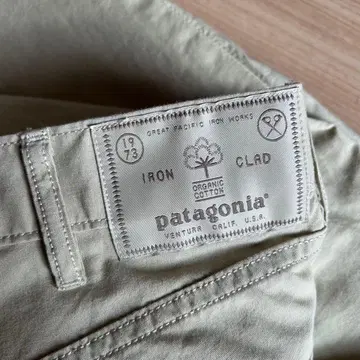 GREAT PACIFIC IRON WORKS
19
73
IRON CLAD
ORGANIC
COTTON
patagonia®
VENTURA CALIF. U.S.A.